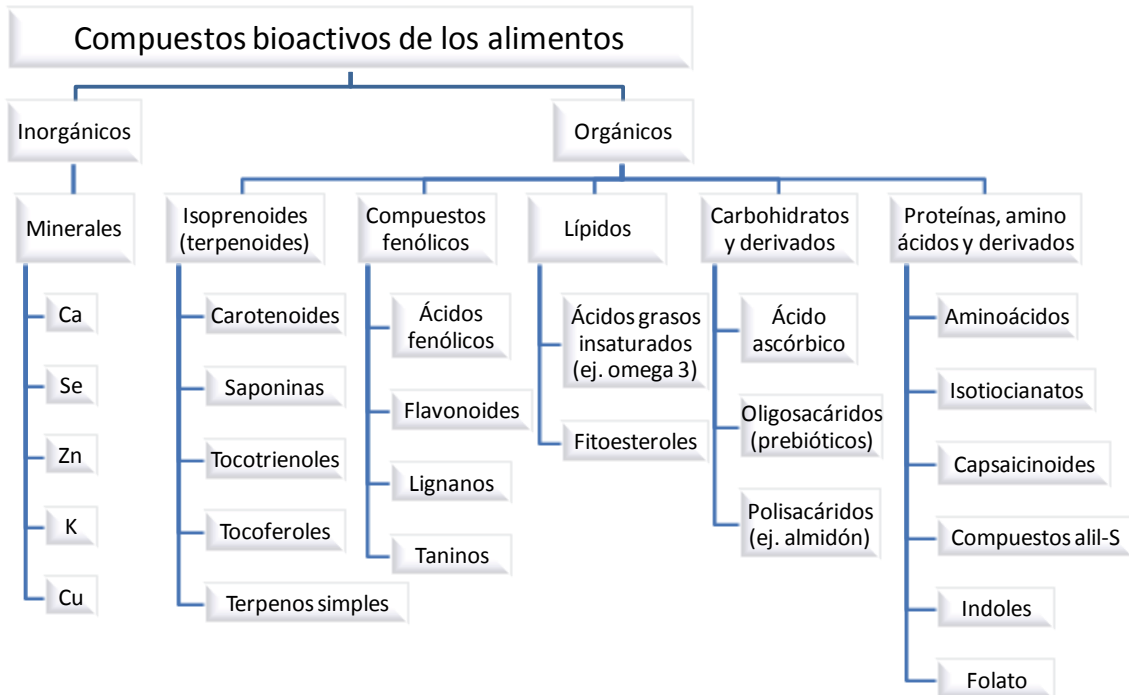 Compuestos bioactivos de los alimentos
Inorgánicos
Orgánicos
Minerales
Ca
Se
Zn
K
Cu
Isoprenoides
(terpenoides)
Carotenoides
Saponinas
Tocotrienoles
Tocoferoles
Terpenos simples
Compuestos
fenólicos
Ácidos
fenólicos
Flavonoides
Lignanos
Taninos
Lípidos
Ácidos grasos
insaturados
(ej. omega 3)
Fitoesteroles
Carbohidratos
y derivados
Ácido
ascórbico
Oligosacáridos
(prebióticos)
Polisacáridos
(ej. almidón)
Proteínas, amino
ácidos y derivados
Aminoácidos
Isotiocianatos
Capsaicinoides
Compuestos alil-S
Indoles
Folato